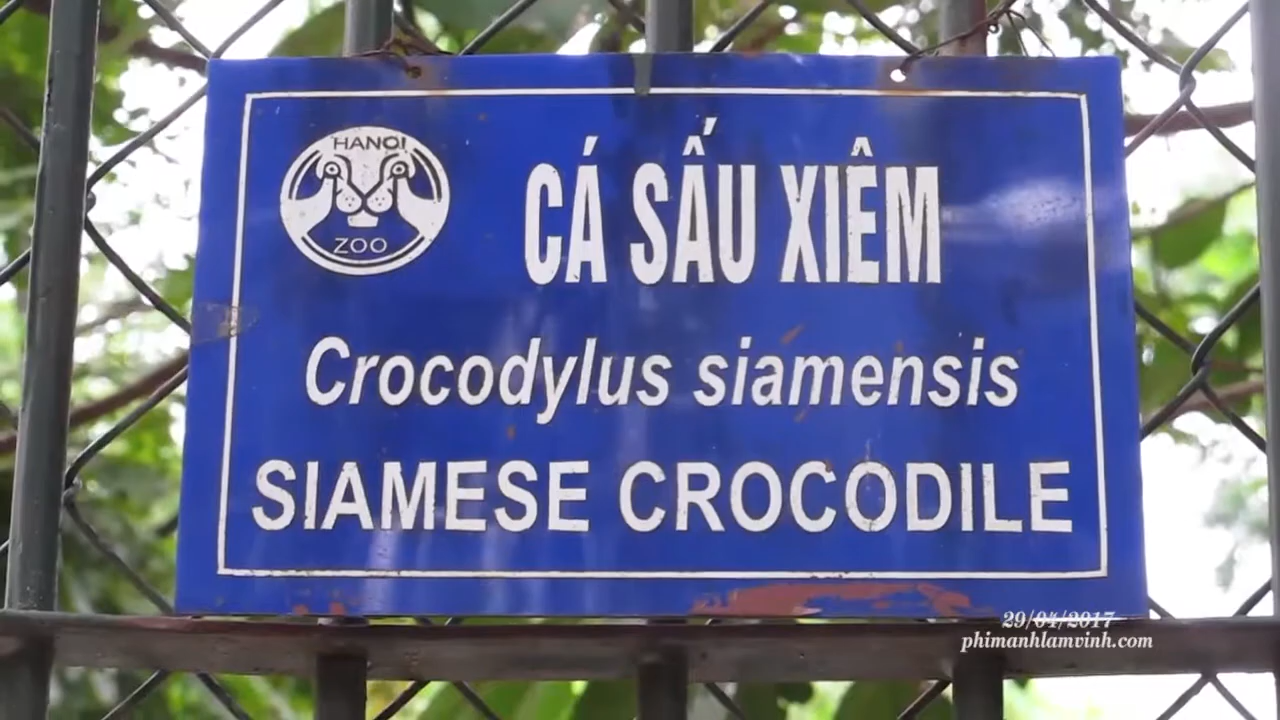 HANOI
ZOO
CÁ SẤU XIÊM
Crocodylus siamensis
SIAMESE CROCODILE
29/04/2017
phimanhlamvinh.com